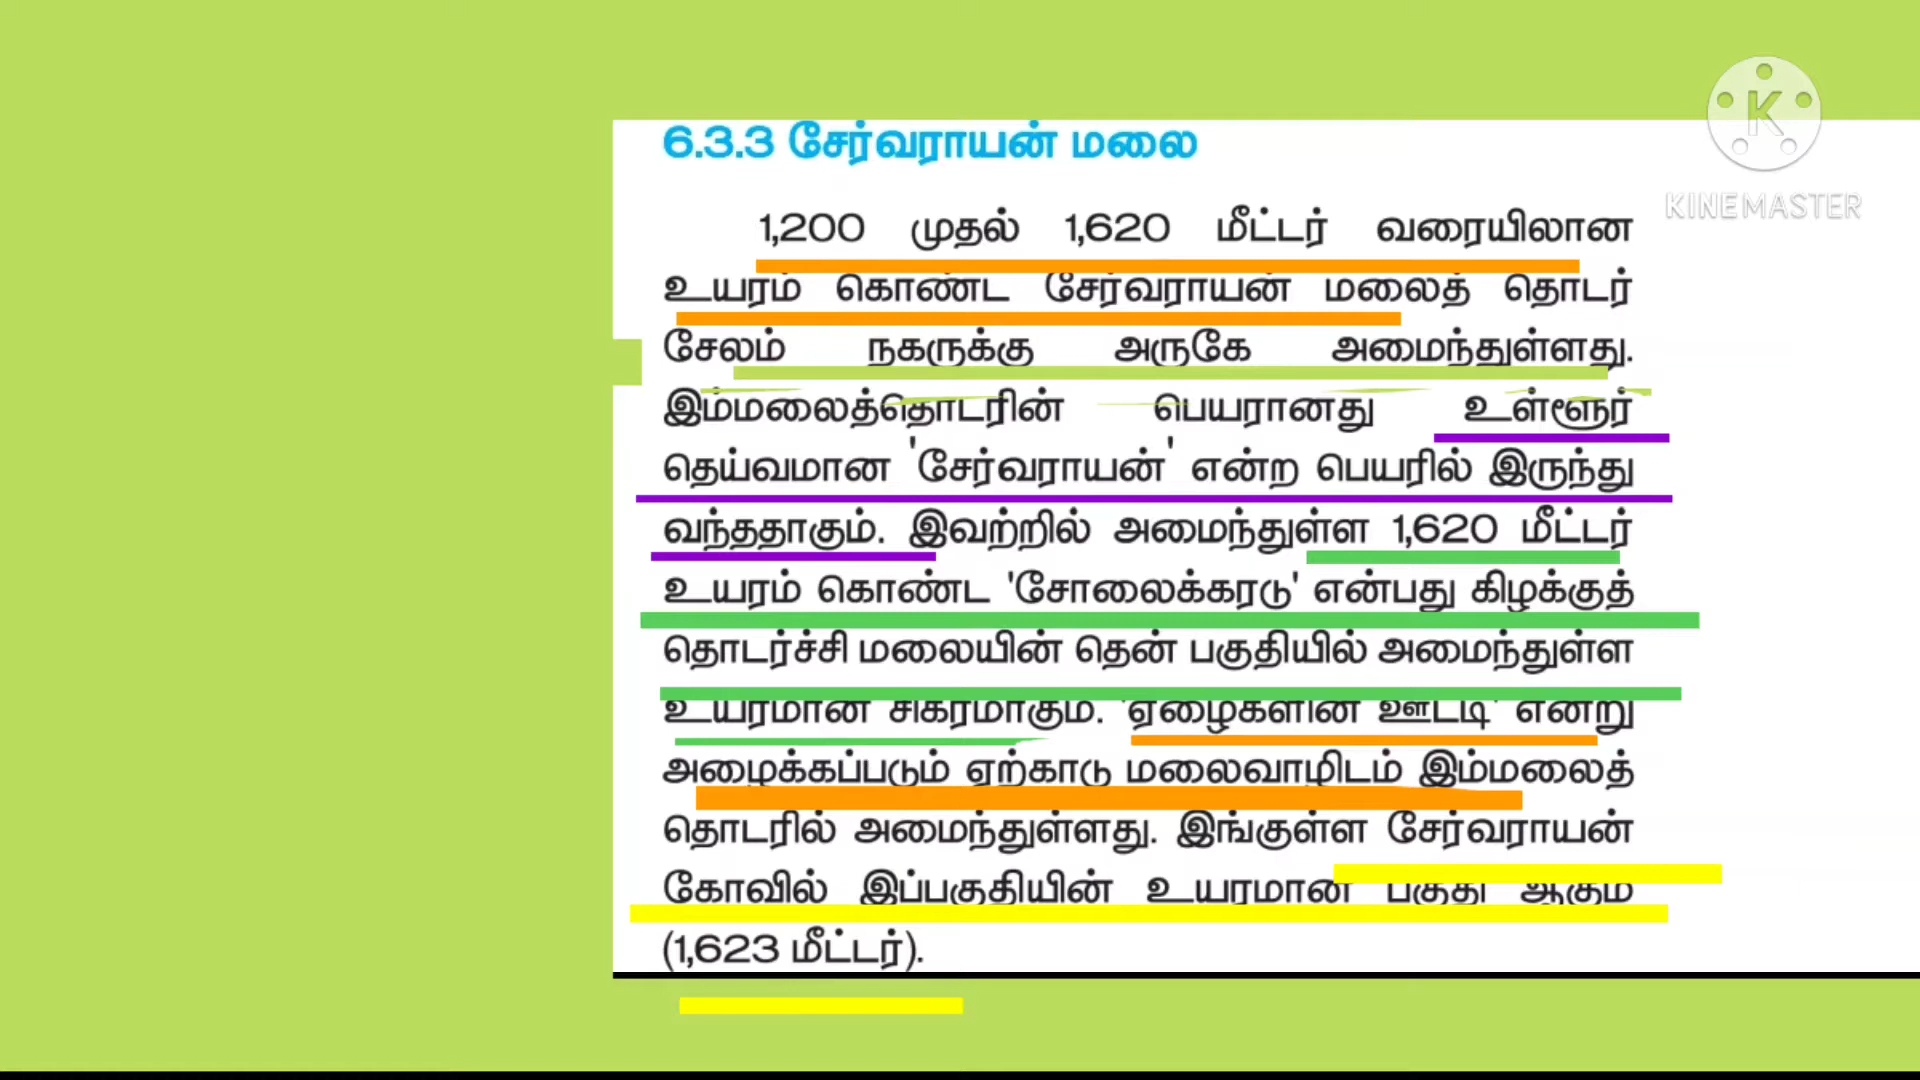 6.3.3 சேர்வராயன் மலை
KINEMASTER
1,200 முதல் 1,620 மீட்டர் வரையிலான
உயரம் கொண்ட சேர்வராயன் மலைத் தொடர்
சேலம் நகருக்கு அருகே அமைந்துள்ளது.
இம்மலைத்தொடரின் பெயரானது உள்ளூர்
தெய்வமான 'சேர்வராயன்' என்ற பெயரில் இருந்து
வந்ததாகும். இவற்றில் அமைந்துள்ள 1,620 மீட்டர்
உயரம் கொண்ட 'சோலைக்கரடு' என்பது கிழக்குத்
தொடர்ச்சி மலையின் தென் பகுதியில் அமைந்துள்ள
உயரமான சிகரமாகும். 'ஏழைகளின் ஊட்டி' என்று
அழைக்கப்படும் ஏற்காடு மலைவாழிடம் இம்மலைத்
தொடரில் அமைந்துள்ளது. இங்குள்ள சேர்வராயன்
கோவில் இப்பகுதியின் உயரமான பகுதி ஆகும்
(1,623 மீட்டர்).